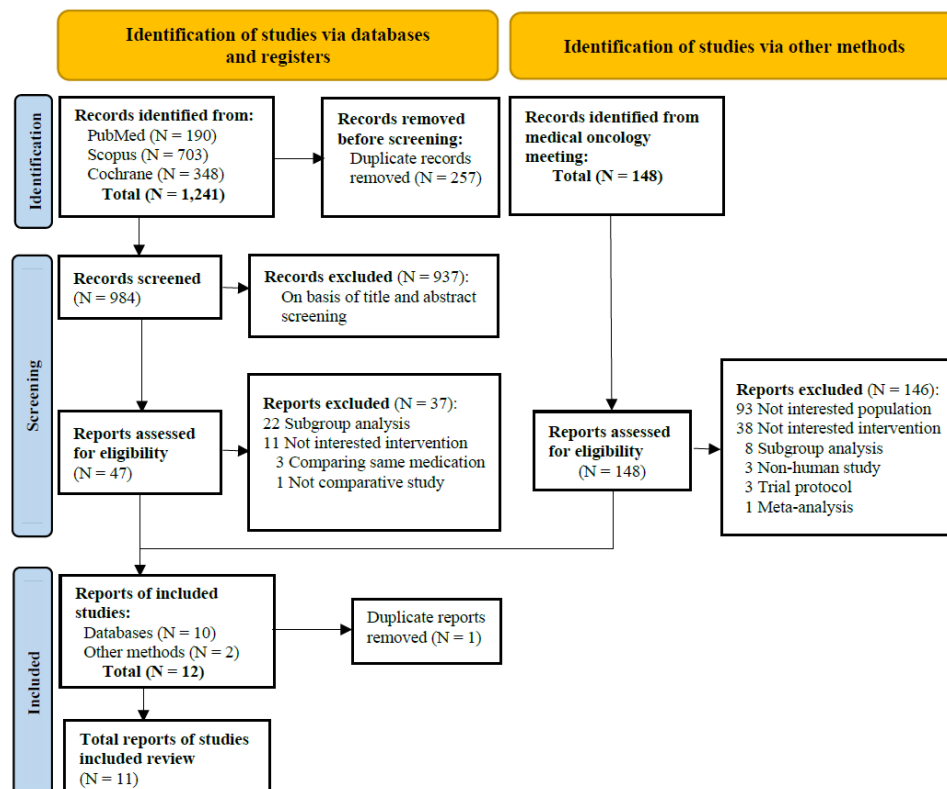 Identification of studies via databases
and registers
Identification of studies via other methods
Identification
Records identified from:
PubMed (N = 190)
Scopus (N = 703)
Cochrane (N = 348)
Total (N = 1,241)
Records removed
before screening:
Duplicate records
removed (N = 257)
Records identified from
medical oncology
meeting:
Total (N = 148)
Screening
Records screened
(N = 984)
Records excluded (N = 937):
On basis of title and abstract
screening
Reports assessed
for eligibility
(N = 47)
Reports excluded (N = 37):
22 Subgroup analysis
11 Not interested intervention
3 Comparing same medication
1 Not comparative study
Reports assessed for
eligibility
(N = 148)
Reports excluded (N = 146):
93 Not interested population
38 Not interested intervention
8 Subgroup analysis
3 Non-human study
3 Trial protocol
1 Meta-analysis
Included
Reports of included
studies:
Databases (N = 10)
Other methods (N = 2)
Total (N = 12)
Duplicate reports
removed (N = 1)
Total reports of studies
included review
(N = 11)